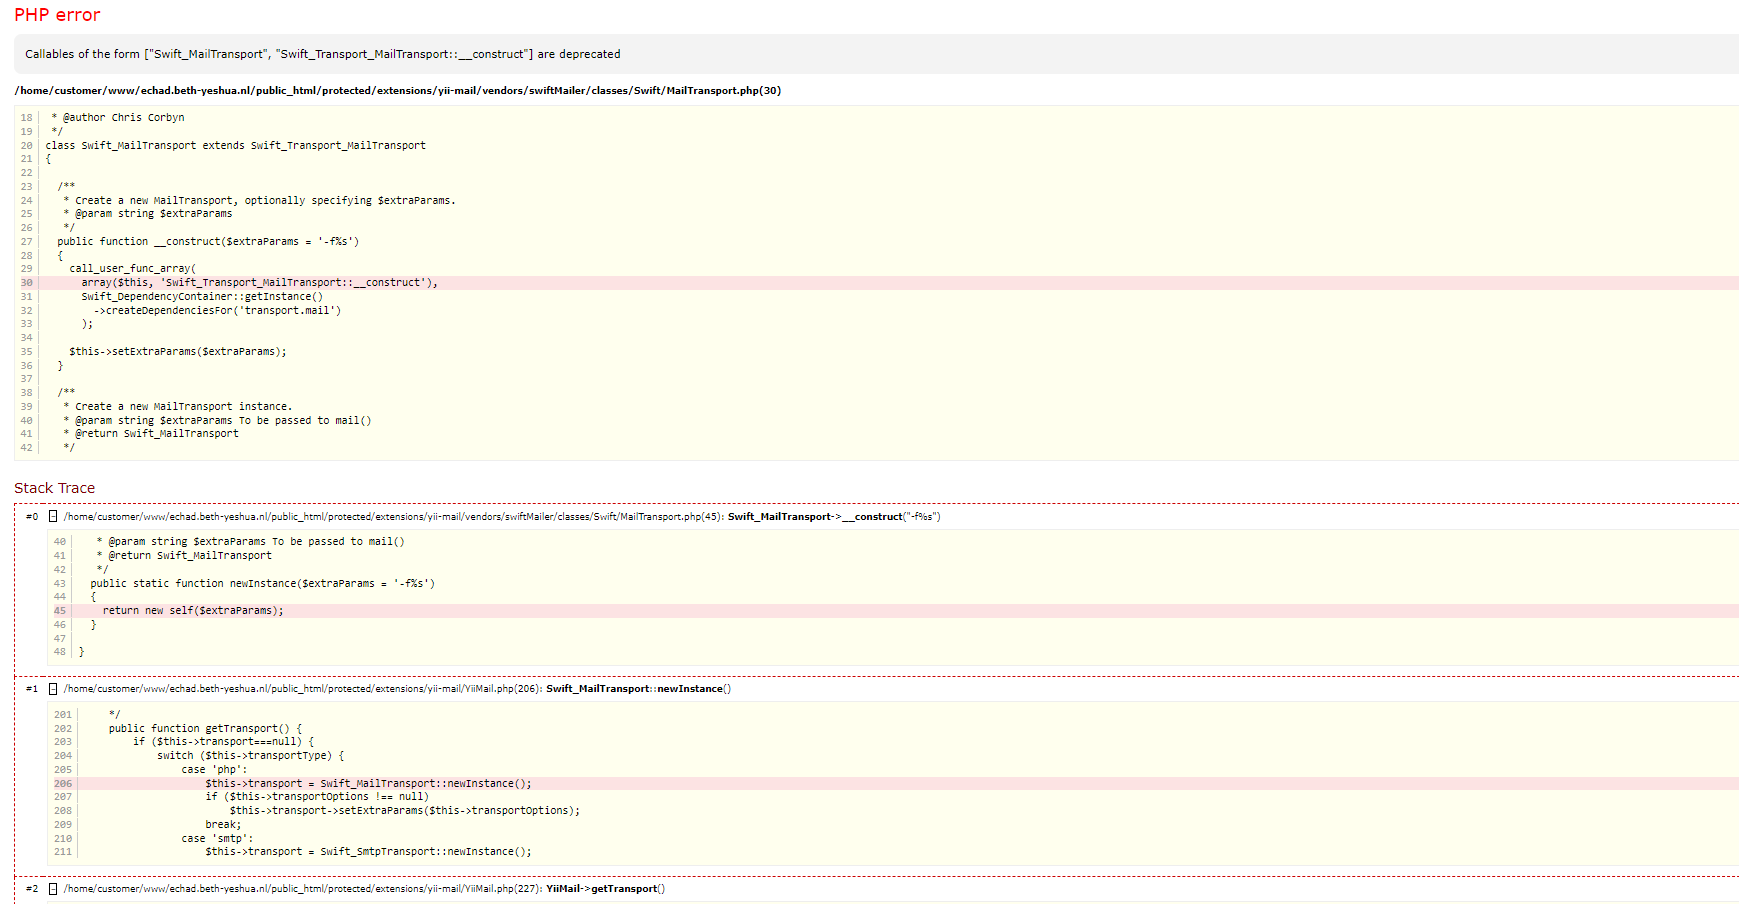 PHP error
Callables of the form ["Swift_MailTransport", "Swift_Transport_MailTransport::__construct"] are deprecated
/home/customer/www/echad.beth-yeshua.nl/public_html/protected/extensions/yii-mail/vendors/swiftMailer/classes/Swift/MailTransport.php(30)
18 * @author Chris Corbyn
19 */
20 class Swift_MailTransport extends Swift_Transport_MailTransport
21 {
22
23 /**
24 * Create a new MailTransport, optionally specifying $extraParams.
25 * @param string $extraParams
26 */
27 public function __construct($extraParams = '-f%s')
28 {
29 call_user_func_array(
30 array($this, 'Swift_Transport_MailTransport::__construct'),
31 Swift_DependencyContainer::getInstance()
32 ->createDependenciesFor('transport.mail')
33 );
34
35 $this->setExtraParams($extraParams);
36 }
37
38 /**
39 * Create a new MailTransport instance.
40 * @param string $extraParams To be passed to mail()
41 * @return Swift_MailTransport
42 */
Stack Trace
#0 - /home/customer/www/echad.beth-yeshua.nl/public_html/protected/extensions/yii-mail/vendors/swiftMailer/classes/Swift/MailTransport.php(45): Swift_MailTransport->__construct("-f%s")
40 * @param string $extraParams To be passed to mail()
41 * @return Swift_MailTransport
42 */
43 public static function newInstance($extraParams = '-f%s')
44 {
45 return new self($extraParams);
46 }
47
48 }
#1 - /home/customer/www/echad.beth-yeshua.nl/public_html/protected/extensions/yii-mail/YiiMail.php(206): Swift_MailTransport::newInstance()
201 */
202 public function getTransport() {
203 if ($this->transport===null) {
204 switch ($this->transportType) {
205 case 'php':
206 $this->transport = Swift_MailTransport::newInstance();
207 if ($this->transportOptions !== null)
208 $this->transport->setExtraParams($this->transportOptions);
209 break;
210 case 'smtp':
211 $this->transport = Swift_SmtpTransport::newInstance();
#2 - /home/customer/www/echad.beth-yeshua.nl/public_html/protected/extensions/yii-mail/YiiMail.php(227): YiiMail->getTransport()